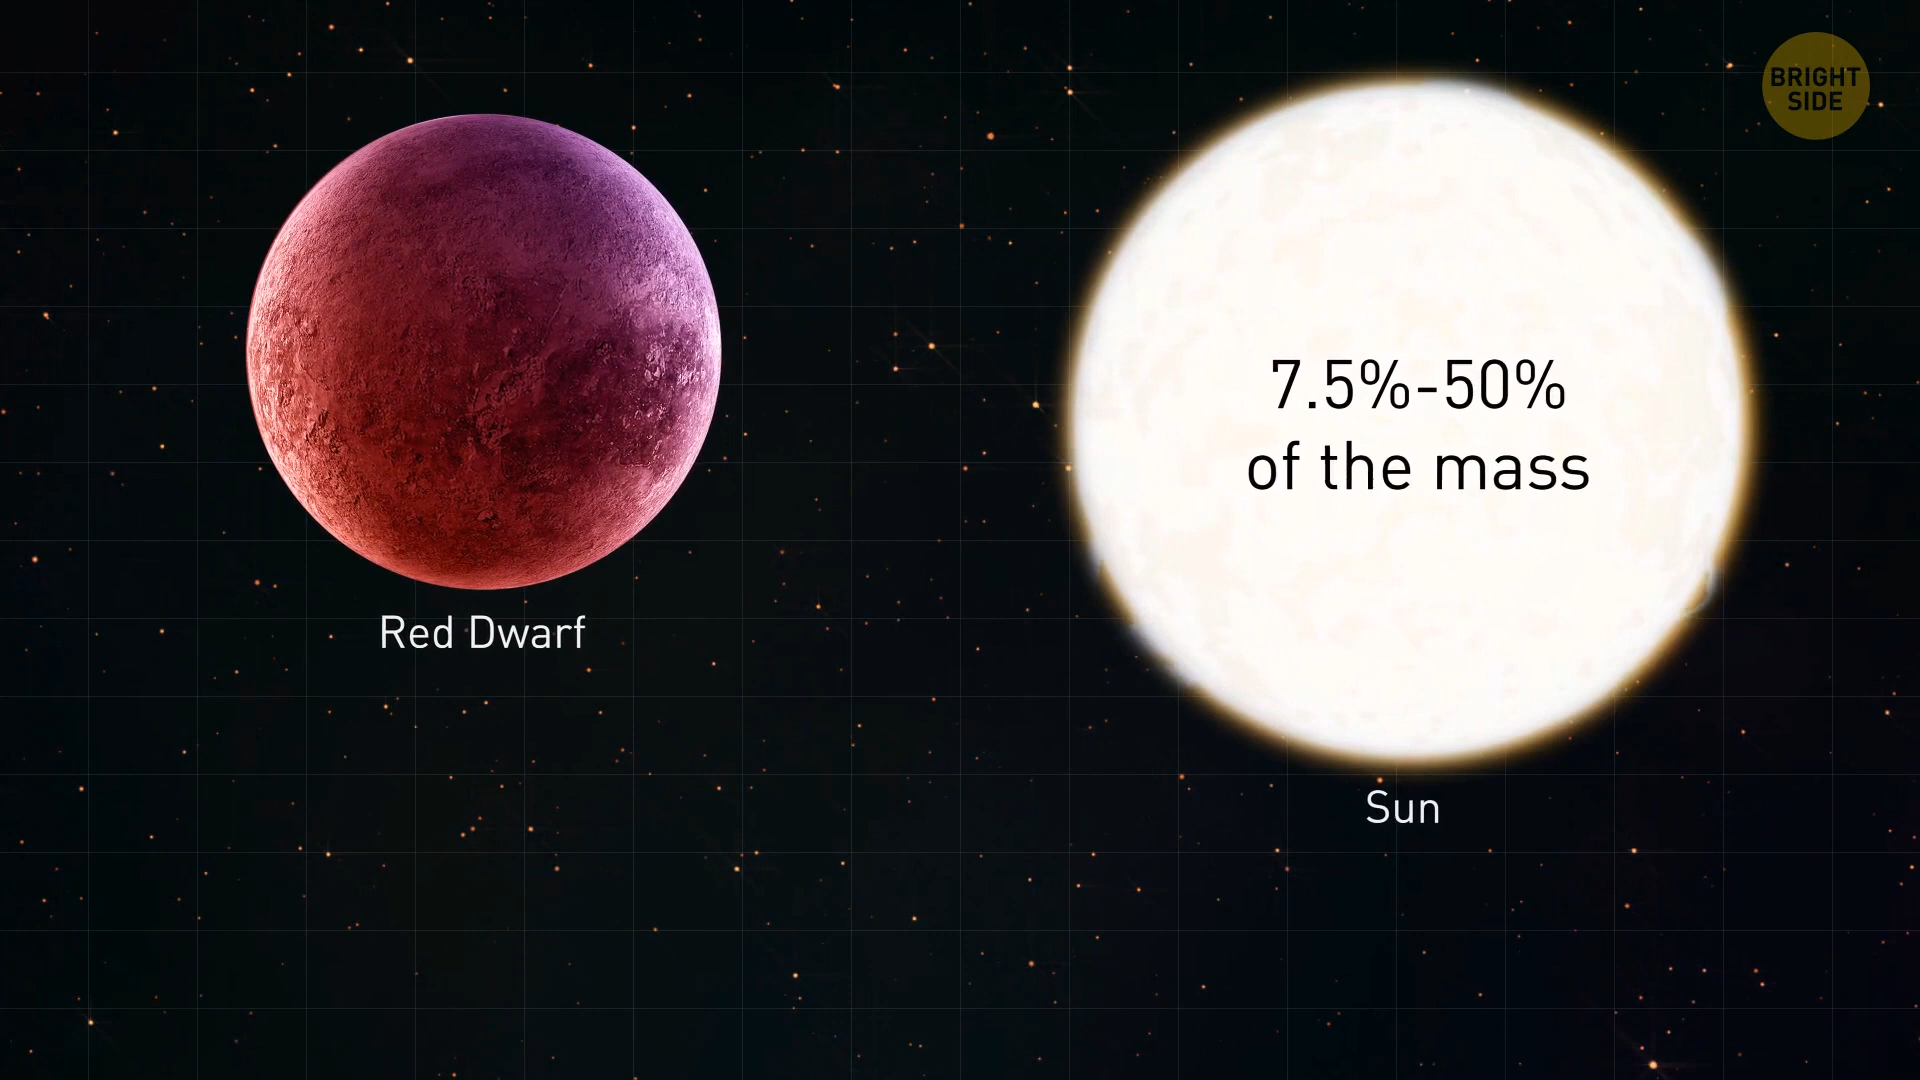 BRIGHT
SIDE
7.5%-50%
of the mass
Red Dwarf
Sun